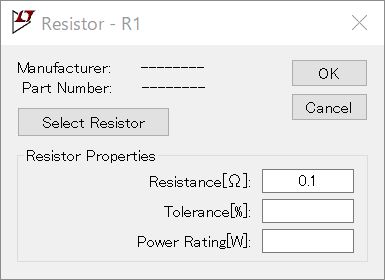 Resistor - R1
Manufacturer: --------
OK
Part Number: --------
Cancel
Select Resistor
Resistor Properties
Resistance[Ω]: 0.1
Tolerance[%]:
Power Rating[W]: